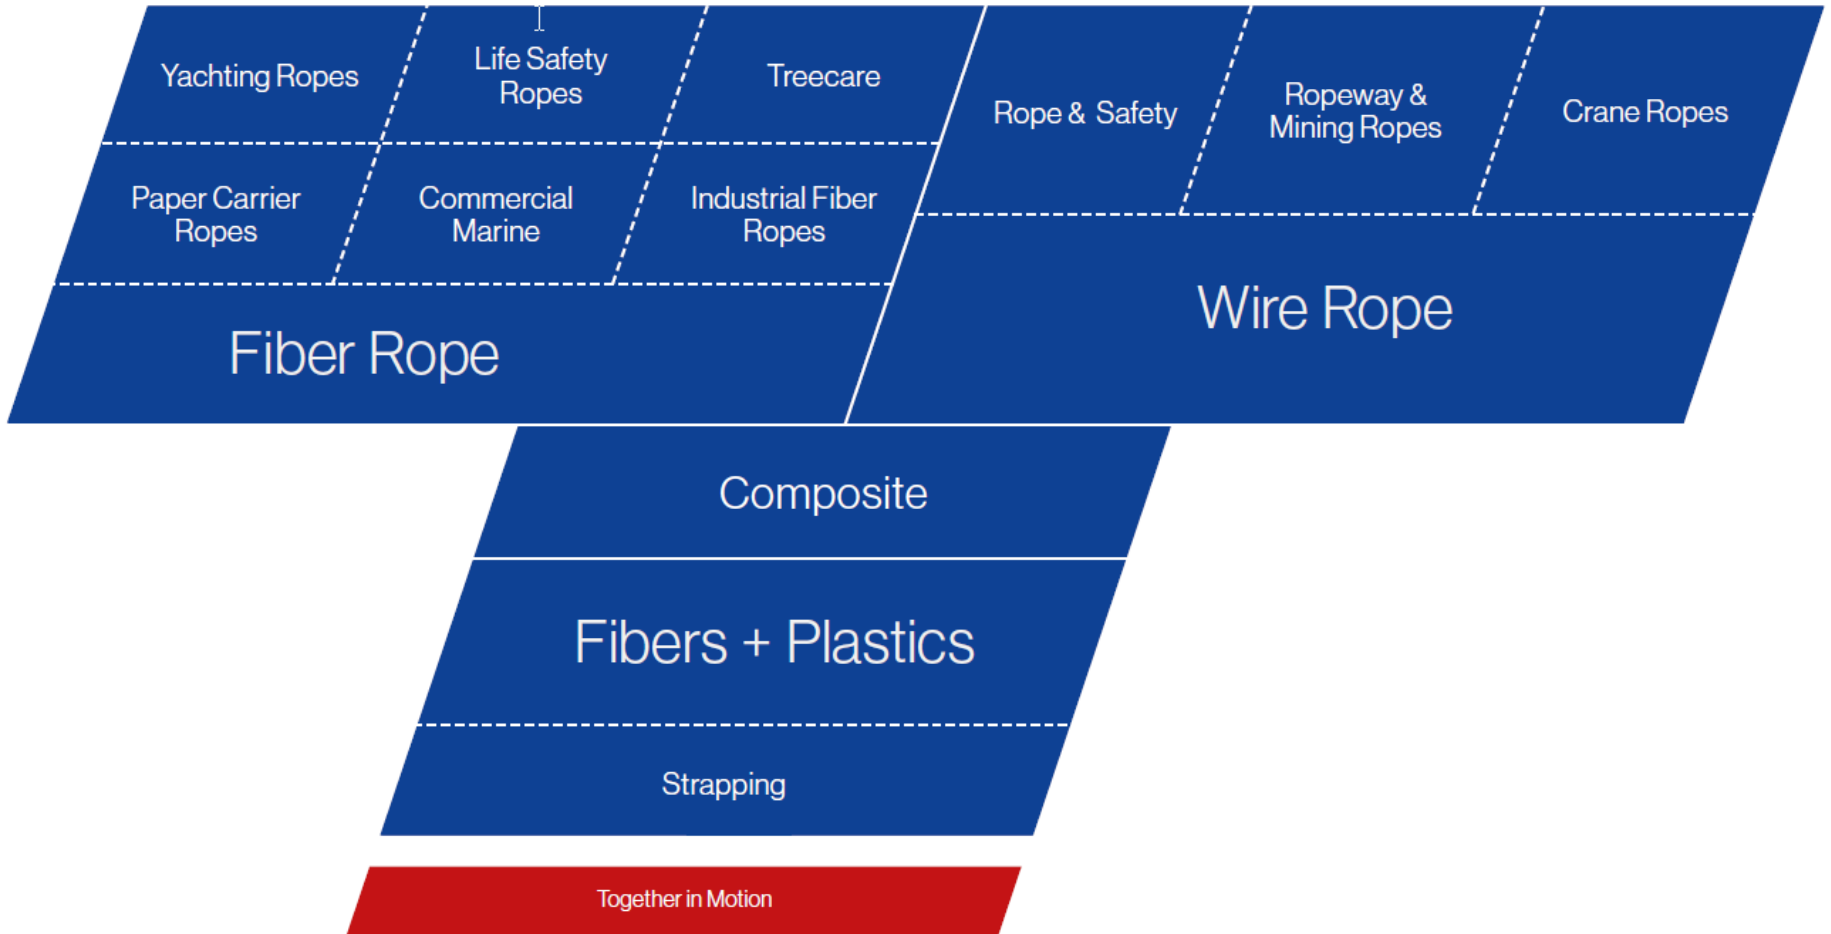 Yachting Ropes
Life Safety
Ropes
Treecare
Paper Carrier
Ropes
Commercial
Marine
Industrial Fiber
Ropes
Fiber Rope
Rope & Safety
Ropeway &
Mining Ropes
Crane Ropes
Wire Rope
Composite
Fibers + Plastics
Strapping
Together in Motion